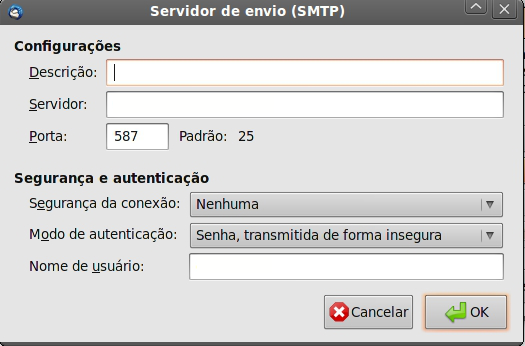 Servidor de envio (SMTP)
Configurações
Descrição:
Servidor:
Porta: 587 Padrão: 25
Segurança e autenticação
Segurança da conexão: Nenhuma
Modo de autenticação: Senha, transmitida de forma insegura
Nome de usuário:
Cancelar OK